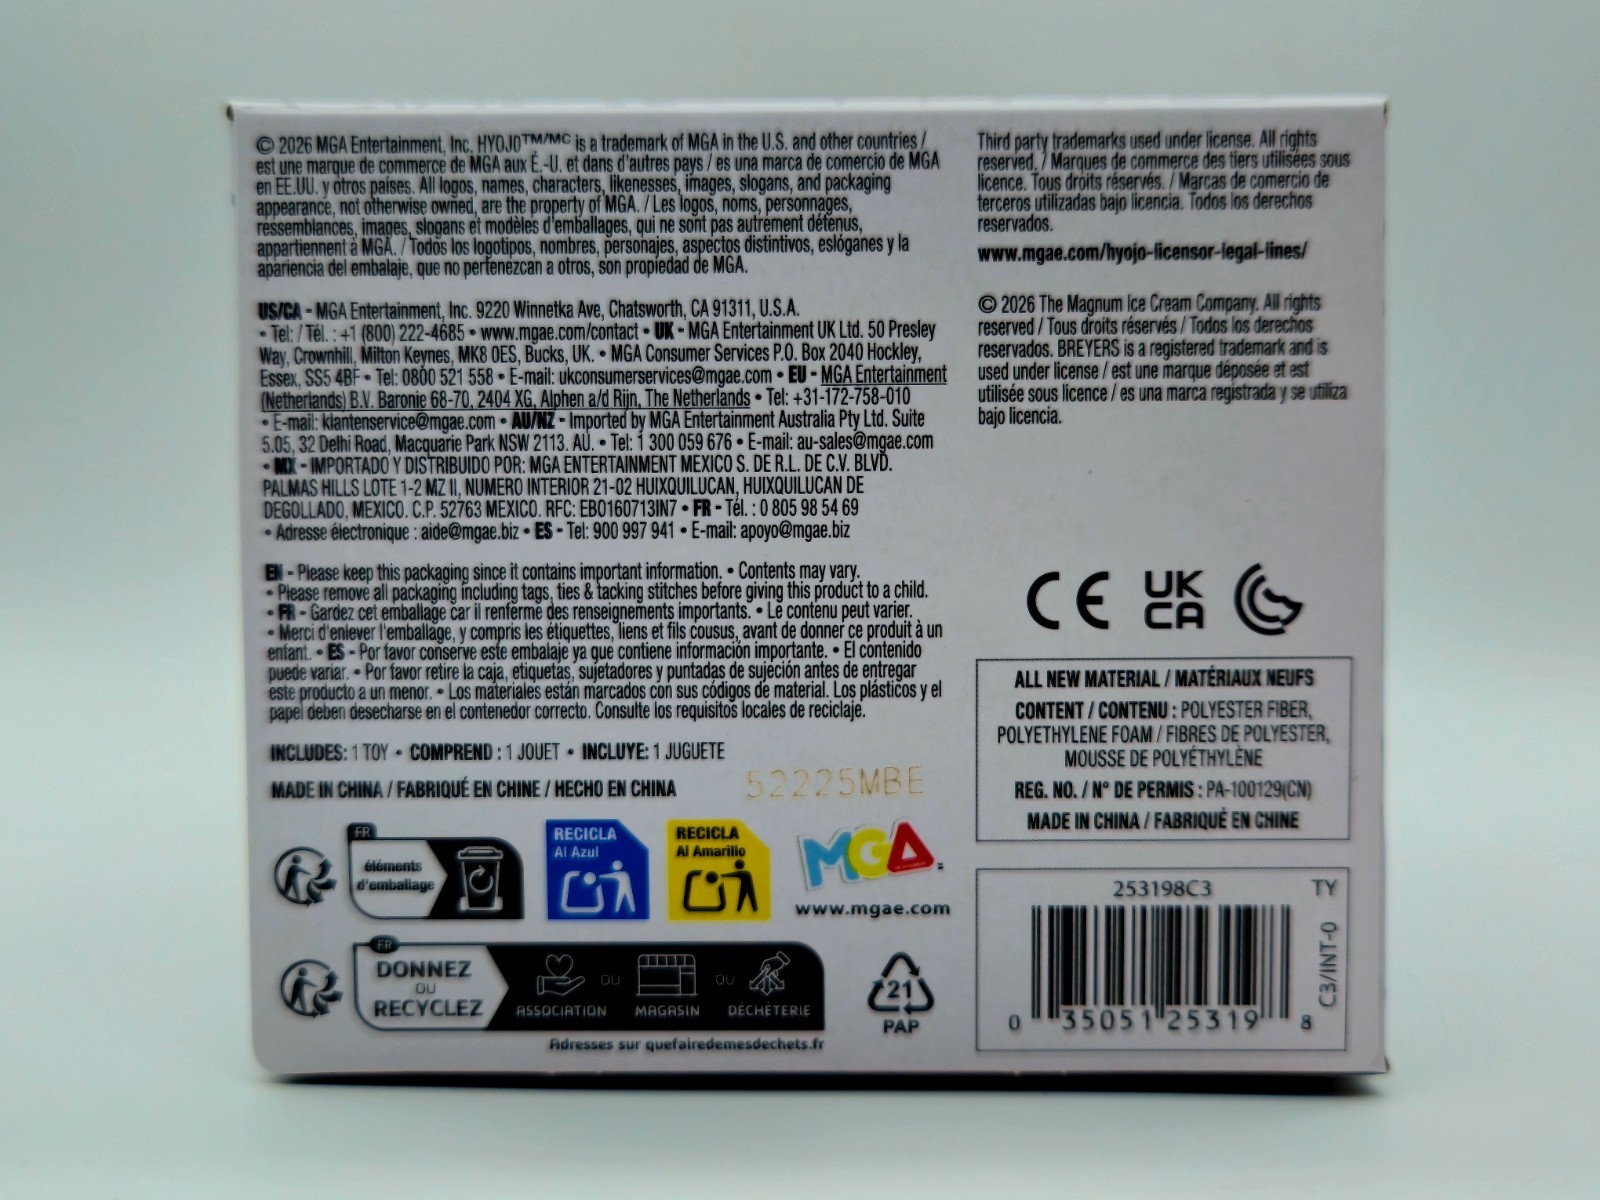 © 2026 MGA Entertainment, Inc. HYOJO™/MC is a trademark of MGA in the U.S. and other countries /
est une marque de commerce de MGA aux É.-U. et dans d'autres pays / es una marca de comercio de MGA
en EE.UU. y otros países. All logos, names, characters, likenesses, images, slogans, and packaging
appearance, not otherwise owned, are the property of MGA. / Les logos, noms, personnages,
ressemblances, images, slogans et modèles d'emballages, qui ne sont pas autrement détenus,
appartiennent à MGA. / Todos los logotipos, nombres, personajes, aspectos distintivos, eslóganes y la
apariencia del embalaje, que no pertenezcan a otros, son propiedad de MGA.
US/CA - MGA Entertainment, Inc. 9220 Winnetka Ave, Chatsworth, CA 91311, U.S.A.
• Tel: / Tél. : +1 (800) 222-4685 • www.mgae.com/contact • UK - MGA Entertainment UK Ltd. 50 Presley
Way, Crownhill, Milton Keynes, MK8 0ES, Bucks, UK. • MGA Consumer Services P.O. Box 2040 Hockley,
Essex, SS5 4BF • Tel: 0800 521 558 • E-mail: ukconsumerservices@mgae.com • EU - MGA Entertainment
(Netherlands) B.V. Baronie 68-70, 2404 XG, Alphen a/d Rijn, The Netherlands • Tel: +31-172-758-010
• E-mail: klantenservice@mgae.com • AU/NZ - Imported by MGA Entertainment Australia Pty Ltd. Suite
5.05, 32 Delhi Road, Macquarie Park NSW 2113. AU. • Tel: 1 300 059 676 • E-mail: au-sales@mgae.com
• MX - IMPORTADO Y DISTRIBUIDO POR: MGA ENTERTAINMENT MEXICO S. DE R.L. DE C.V. BLVD.
PALMAS HILLS LOTE 1-2 MZ II, NUMERO INTERIOR 21-02 HUIXQUILUCAN, HUIXQUILUCAN DE
DEGOLLADO, MEXICO. C.P. 52763 MEXICO. RFC: EBO160713IN7 • FR - Tél. : 0 805 98 54 69
• Adresse électronique : aide@mgae.biz • ES - Tel: 900 997 941 • E-mail: apoyo@mgae.biz
EN - Please keep this packaging since it contains important information. • Contents may vary.
• Please remove all packaging including tags, ties & tacking stitches before giving this product to a child.
• FR - Gardez cet emballage car il renferme des renseignements importants. • Le contenu peut varier.
• Merci d'enlever l'emballage, y compris les étiquettes, liens et fils cousus, avant de donner ce produit à un
enfant. • ES - Por favor conserve este embalaje ya que contiene información importante. • El contenido
puede variar. • Por favor retire la caja, etiquetas, sujetadores y puntadas de sujeción antes de entregar
este producto a un menor. • Los materiales están marcados con sus códigos de material. Los plásticos y el
papel deben desecharse en el contenedor correcto. Consulte los requisitos locales de reciclaje.
INCLUDES: 1 TOY • COMPREND : 1 JOUET • INCLUYE: 1 JUGUETE
MADE IN CHINA / FABRIQUÉ EN CHINE / HECHO EN CHINA
52225MBE
FR
éléments
d'emballage
RECICLA
Al Azul
RECICLA
Al Amarillo
MGA
www.mgae.com
FR
DONNEZ
OU
RECYCLEZ
ASSOCIATION
OU
MAGASIN
OU
DÉCHÈTERIE
Adresses sur quefairedemesdechets.fr
21
PAP
Third party trademarks used under license. All rights
reserved. / Marques de commerce des tiers utilisées sous
licence. Tous droits réservés. / Marcas de comercio de
terceros utilizadas bajo licencia. Todos los derechos
reservados.
www.mgae.com/hyojo-licensor-legal-lines/
© 2026 The Magnum Ice Cream Company. All rights
reserved / Tous droits réservés / Todos los derechos
reservados. BREYERS is a registered trademark and is
used under license / est une marque déposée et est
utilisée sous licence / es una marca registrada y se utiliza
bajo licencia.
CE
UK
CA
ALL NEW MATERIAL / MATÉRIAUX NEUFS
CONTENT / CONTENU : POLYESTER FIBER,
POLYETHYLENE FOAM / FIBRES DE POLYESTER,
MOUSSE DE POLYÉTHYLÈNE
REG. NO. / N° DE PERMIS : PA-100129(CN)
MADE IN CHINA / FABRIQUÉ EN CHINE
253198C3
TY
C3/INT-0
0 35051 25319 8